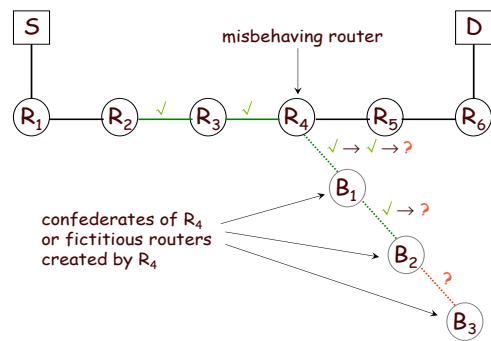 S
D
misbehaving router
R1
R2
√
R3
√
R4
R5
R6
√ → √ → ?
B1
√ → ?
confederates of R4
or fictitious routers
created by R4
B2
?
B3